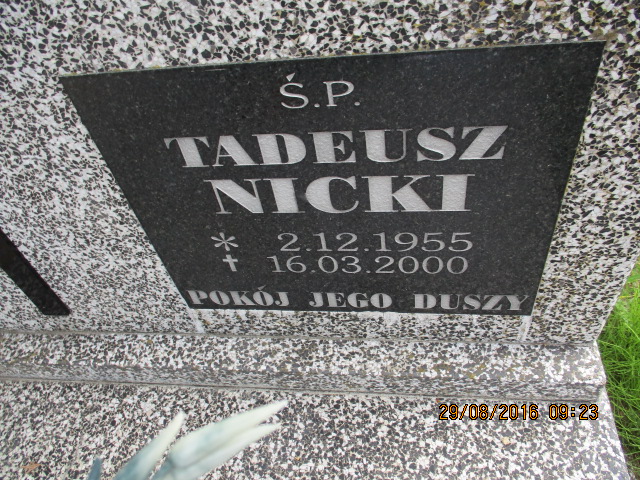 Ś.P.
TADEUSZ
NICKI
* 2.12.1955
† 16.03.2000
POKÓJ JEGO DUSZY
29/08/2016 09:23